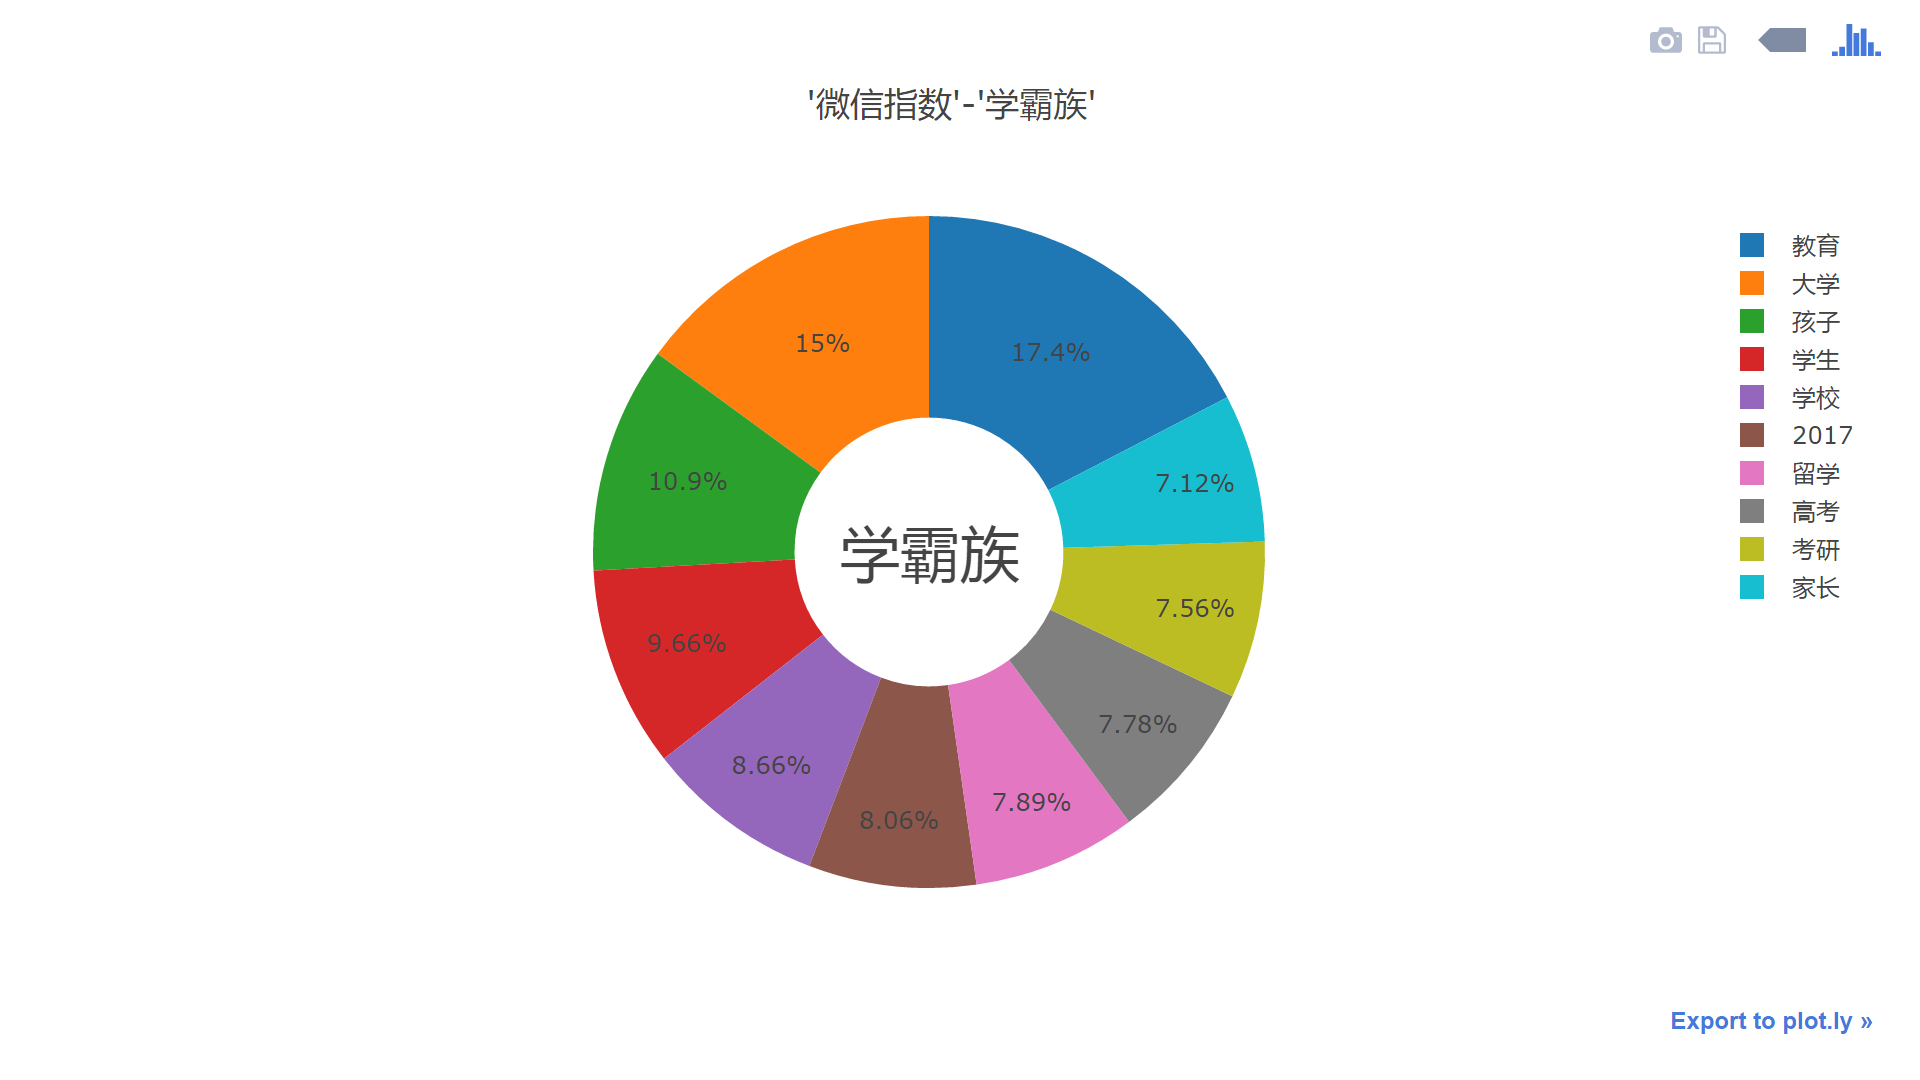 '微信指数'-'学霸族'
15%
17.4%
10.9%
7.12%
学霸族
9.66%
7.56%
8.66%
7.78%
8.06%
7.89%
教育
大学
孩子
学生
学校
2017
留学
高考
考研
家长
Export to plot.ly »